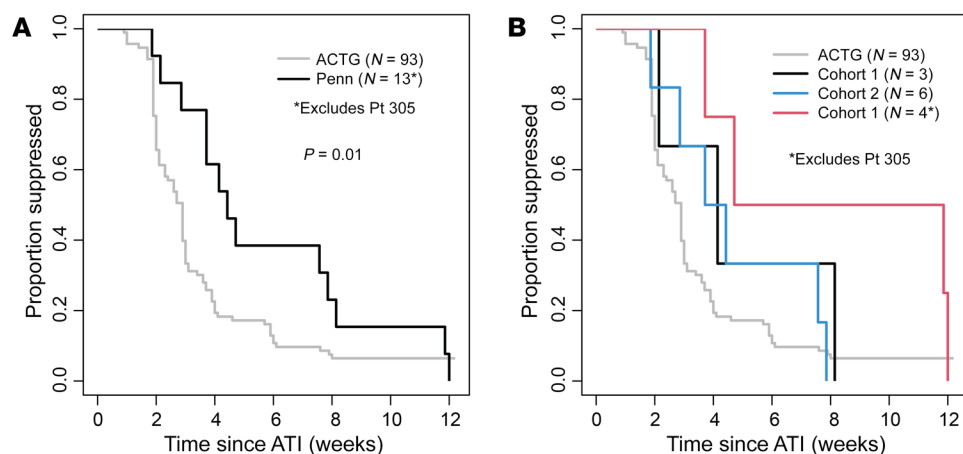 A
ACTG (N = 93)
Penn (N = 13*)
*Excludes Pt 305
P = 0.01
Proportion suppressed
1.0
0.8
0.6
0.4
0.2
0.0
0 2 4 6 8 10 12
Time since ATI (weeks)
B
ACTG (N = 93)
Cohort 1 (N = 3)
Cohort 2 (N = 6)
Cohort 1 (N = 4*)
*Excludes Pt 305
Proportion suppressed
1.0
0.8
0.6
0.4
0.2
0.0
0 2 4 6 8 10 12
Time since ATI (weeks)